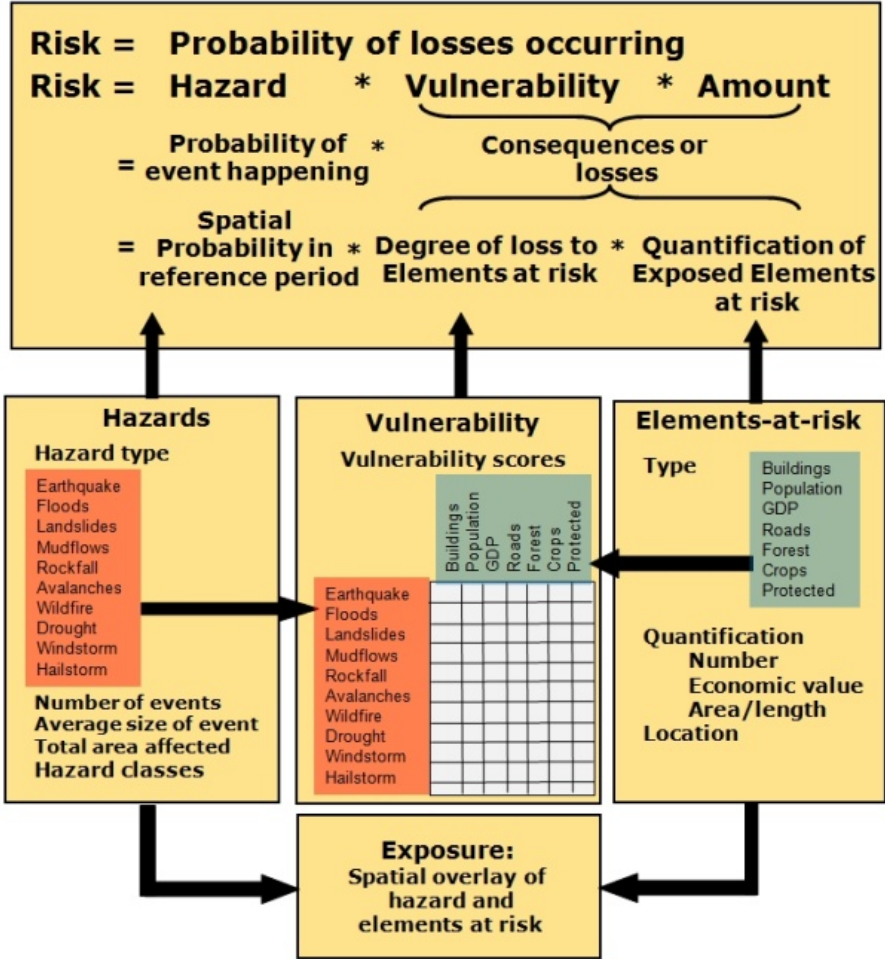 Risk = Probability of losses occurring
Risk = Hazard * Vulnerability * Amount
= Probability of event happening * Consequences or losses
= Spatial Probability in reference period * Degree of loss to Elements at risk * Quantification of Exposed Elements at risk
Hazards
Hazard type
Earthquake
Floods
Landslides
Mudflows
Rockfall
Avalanches
Wildfire
Drought
Windstorm
Hailstorm
Number of events
Average size of event
Total area affected
Hazard classes
Vulnerability
Vulnerability scores
Buildings
Population
GDP
Roads
Forest
Crops
Protected
Earthquake
Floods
Landslides
Mudflows
Rockfall
Avalanches
Wildfire
Drought
Windstorm
Hailstorm
Elements-at-risk
Type
Buildings
Population
GDP
Roads
Forest
Crops
Protected
Quantification
Number
Economic value
Area/length
Location
Exposure:
Spatial overlay of
hazard and
elements at risk